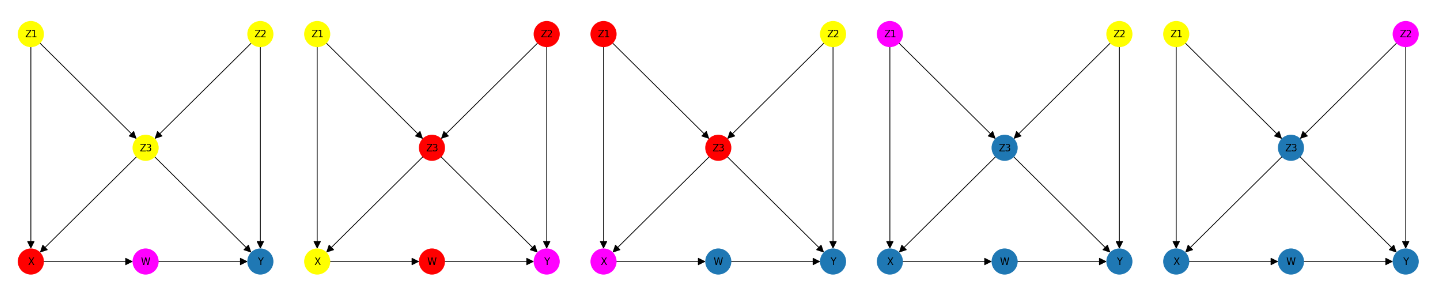 Z1 Z2 Z1 Z2 Z1 Z2 Z1 Z2 Z1 Z2
Z3 Z3 Z3 Z3 Z3
X W Y X W Y X W Y X W Y X W Y